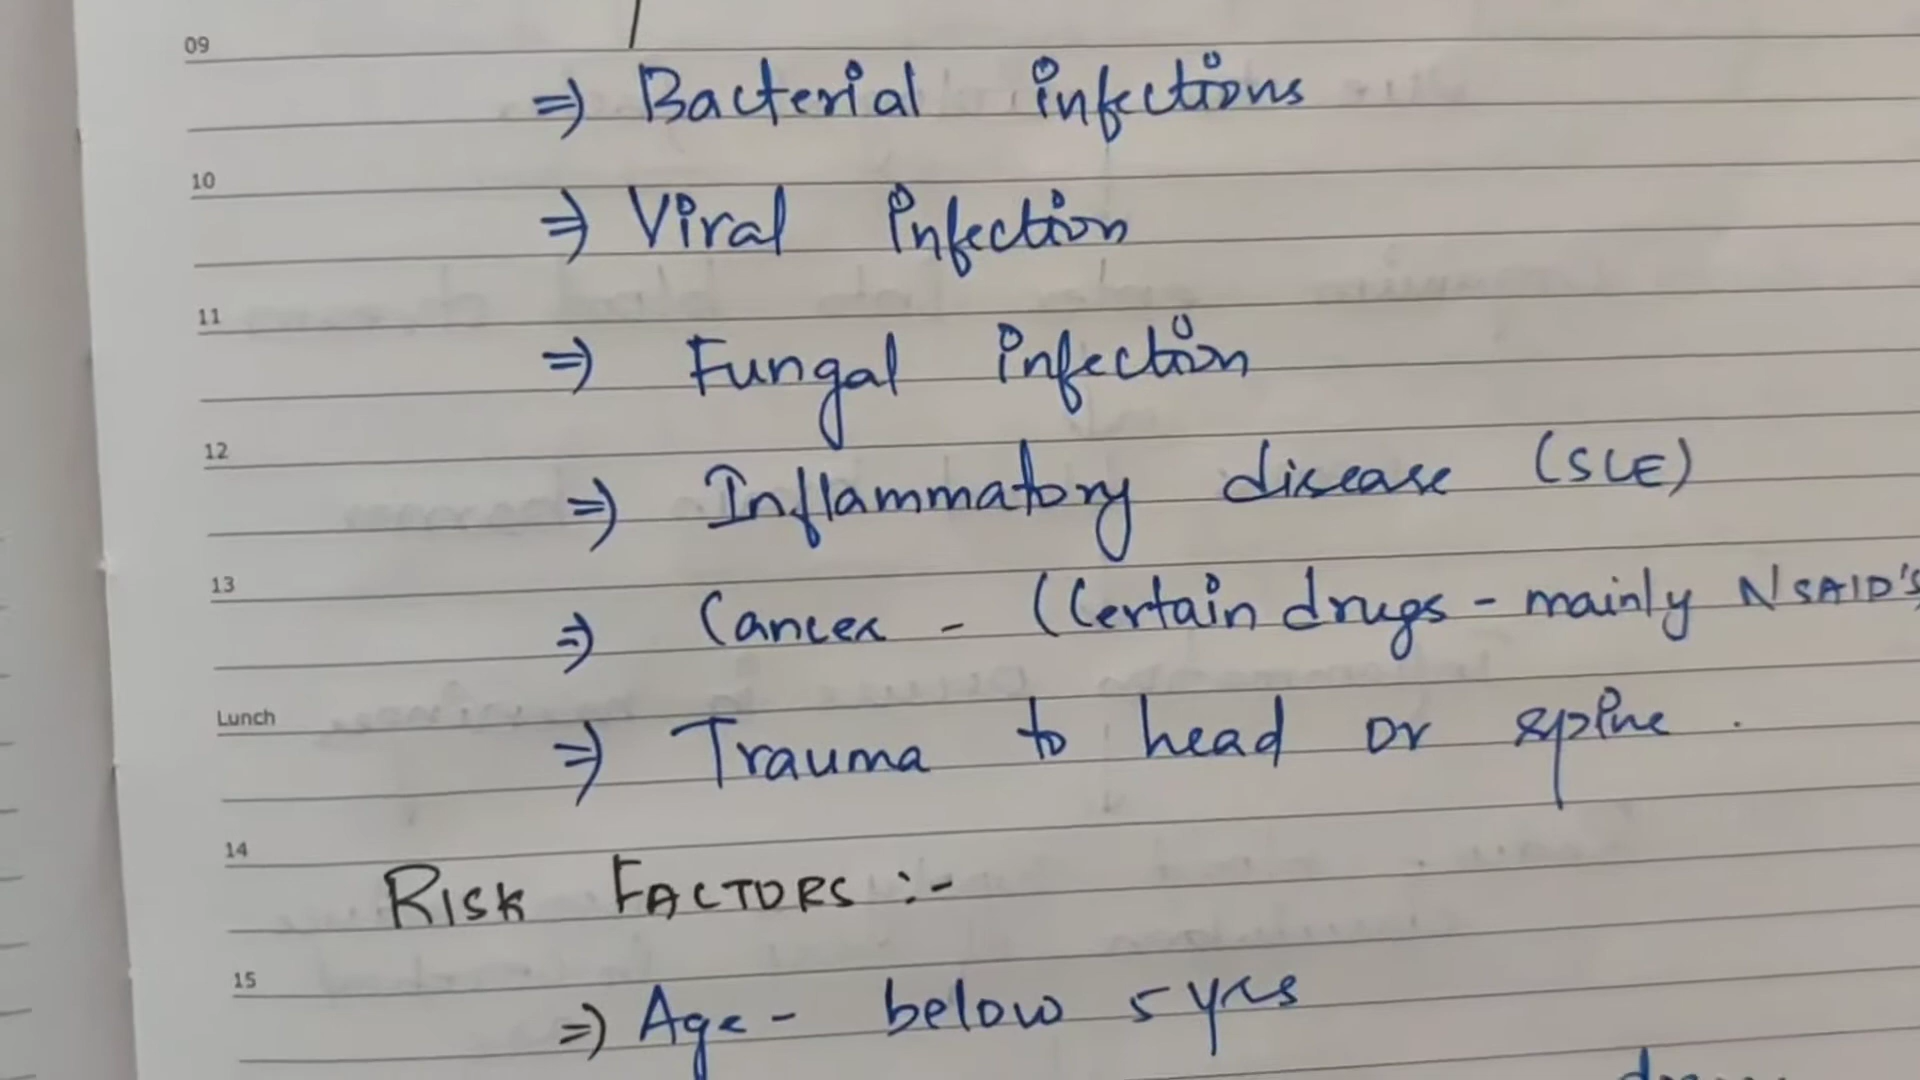 09
⇒ Bacterial infections
10
⇒ Viral infection
11
⇒ Fungal infection
12
⇒ Inflammatory disease (SLE)
13
⇒ Cancer - (Certain drugs - mainly NSAID's
Lunch
⇒ Trauma to head or spine .
14
RISK FACTORS :-
15
⇒ Age - below 5 yrs